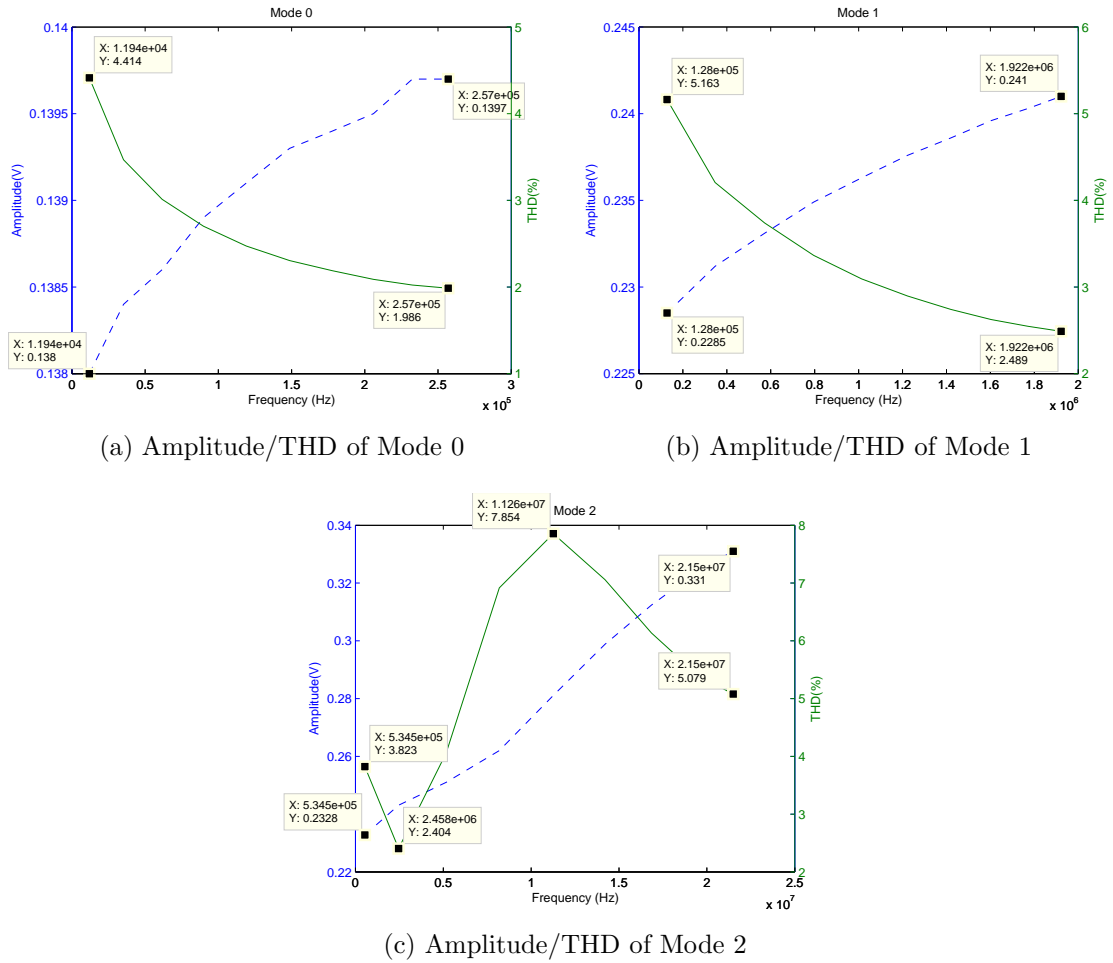 Mode 0
0.14
0.1395
0.139
0.1385
0.138
Amplitude(V)
5
4
3
2
1
THD(%)
X: 1.194e+04
Y: 4.414
X: 2.57e+05
Y: 0.1397
X: 2.57e+05
Y: 1.986
X: 1.194e+04
Y: 0.138
0 0.5 1 1.5 2 2.5 3
Frequency (Hz)
x 10^5
(a) Amplitude/THD of Mode 0
Mode 1
0.245
0.24
0.235
0.23
0.225
Amplitude(V)
6
5
4
3
2
THD(%)
X: 1.28e+05
Y: 5.163
X: 1.922e+06
Y: 0.241
X: 1.28e+05
Y: 0.2285
X: 1.922e+06
Y: 2.489
0 0.2 0.4 0.6 0.8 1 1.2 1.4 1.6 1.8 2
Frequency (Hz)
x 10^6
(b) Amplitude/THD of Mode 1
Mode 2
0.34
0.32
0.3
0.28
0.26
0.22
Amplitude(V)
8
7
6
5
4
3
2
THD(%)
X: 1.126e+07
Y: 7.854
X: 2.15e+07
Y: 0.331
X: 2.15e+07
Y: 5.079
X: 5.345e+05
Y: 3.823
X: 5.345e+05
Y: 0.2328
X: 2.458e+06
Y: 2.404
0 0.5 1 1.5 2 2.5
Frequency (Hz)
x 10^7
(c) Amplitude/THD of Mode 2